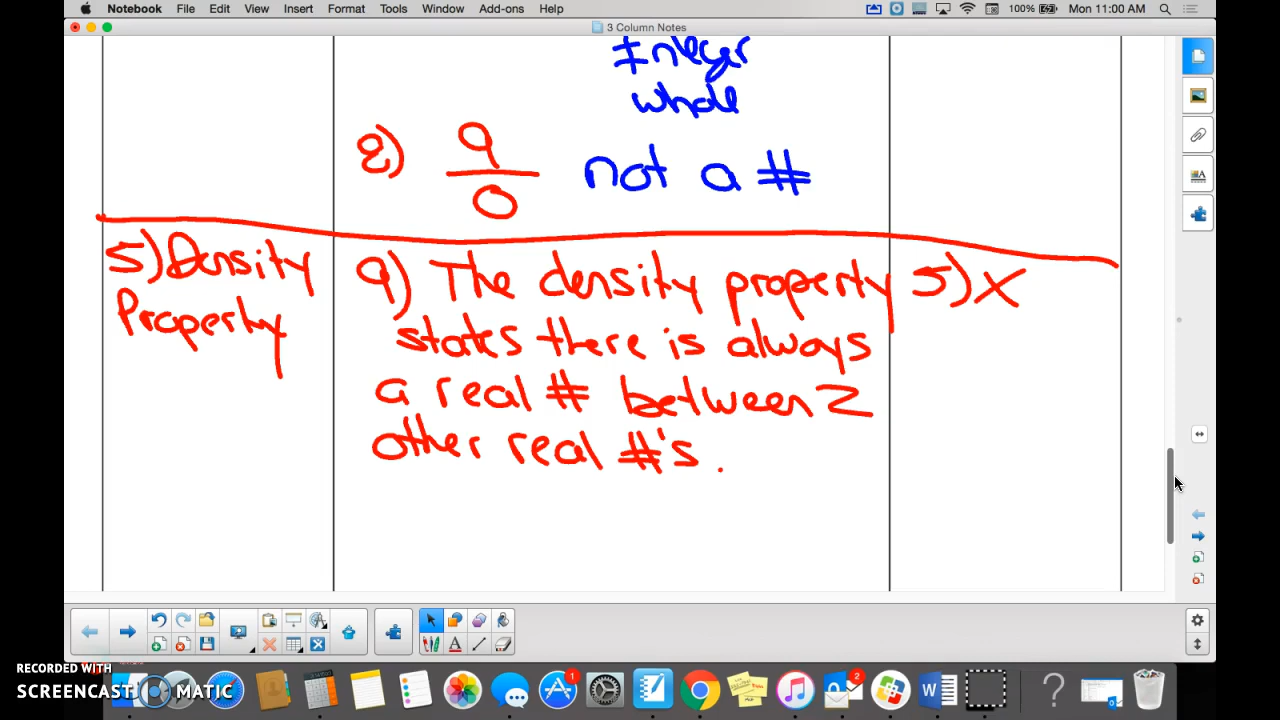 Notebook File Edit View Insert Format Tools Window Add-ons Help 100% Mon 11:00 AM
3 Column Notes
Integer
whole
8) 9/0 not a #
5) Density
Property
9) The density property
states there is always
a real # between 2
other real #'s.
5) X
RECORDED WITH
SCREENCAST MATIC
1
2